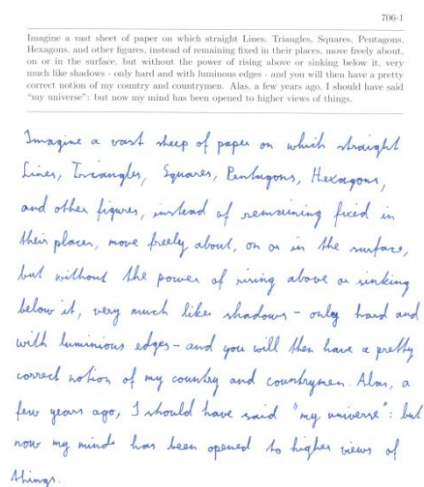 706-1
Imagine a vast sheet of paper on which straight Lines, Triangles, Squares, Pentagons,
Hexagons, and other figures, instead of remaining fixed in their places, move freely about,
on or in the surface, but without the power of rising above or sinking below it, very
much like shadows - only hard and with luminous edges - and you will then have a pretty
correct notion of my country and countrymen. Alas, a few years ago, I should have said
"my universe": but now my mind has been opened to higher views of things.
Imagine a vast sheep of paper on which straight
Lines, Triangles, Squares, Pentagons, Hexagons,
and other figures, instead of remaining fixed in
their places, move freely about, on or in the surface,
but without the power of rising above or sinking
below it, very much like shadows - only hard and
with luminious edges - and you will then have a pretty
correct notion of my country and countrymen. Alas, a
few years ago, I should have said "my universe": but
now my mind has been opened to higher views of
things.